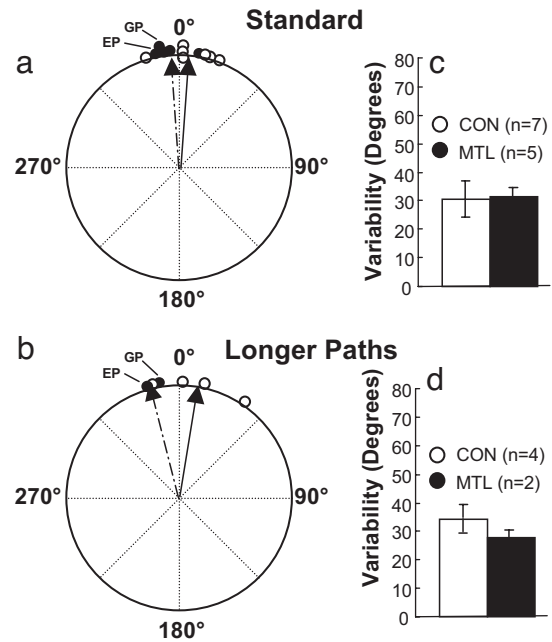 Standard
a
GP
EP
0°
270°
90°
180°
c
Variability (Degrees)
80
70
60
50
40
30
20
10
0
CON (n=7)
MTL (n=5)
Longer Paths
b
GP
EP
0°
270°
90°
180°
d
Variability (Degrees)
80
70
60
50
40
30
20
10
0
CON (n=4)
MTL (n=2)